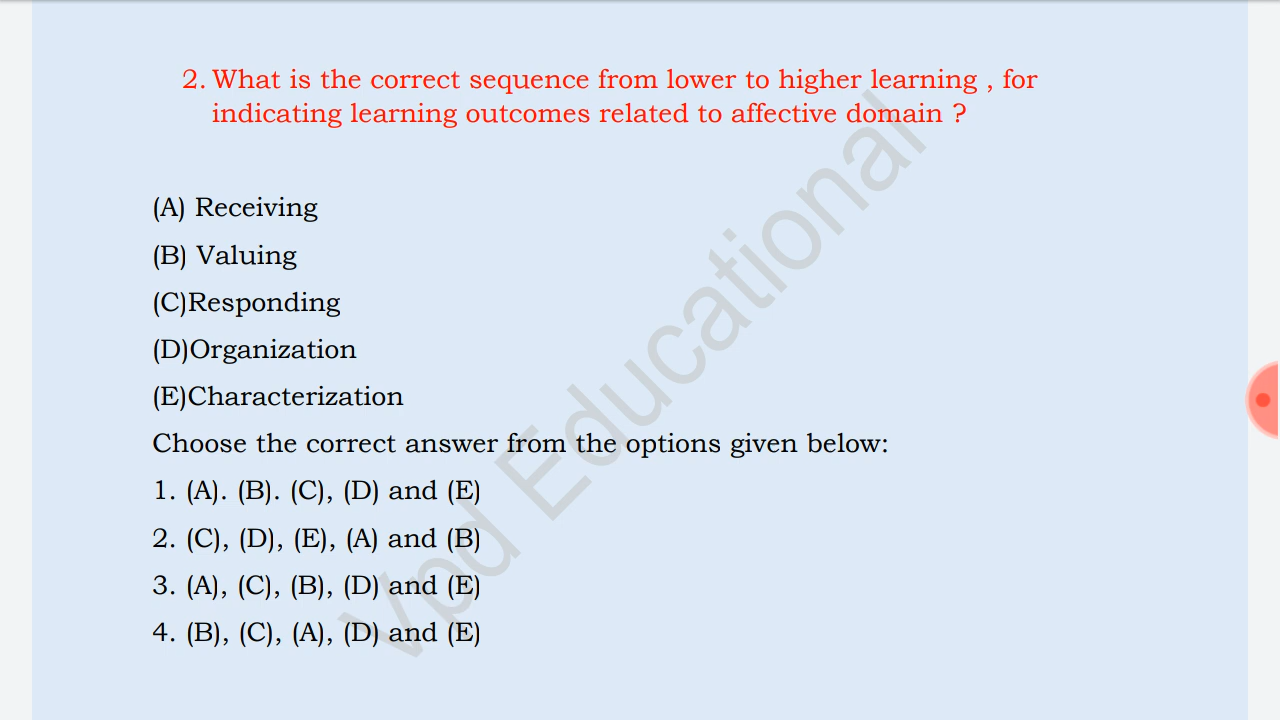 2. What is the correct sequence from lower to higher learning , for
indicating learning outcomes related to affective domain ?
(A) Receiving
(B) Valuing
(C)Responding
(D)Organization
(E)Characterization
Choose the correct answer from the options given below:
1. (A). (B). (C), (D) and (E)
2. (C), (D), (E), (A) and (B)
3. (A), (C), (B), (D) and (E)
4. (B), (C), (A), (D) and (E)
Vpd Educational